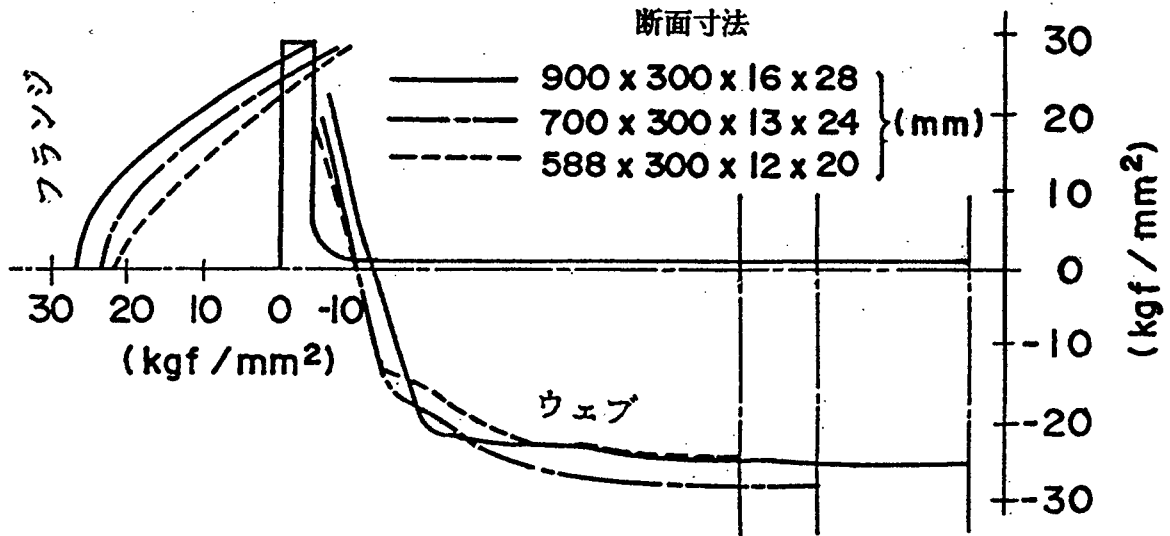 断面寸法
900 x 300 x 16 x 28
700 x 300 x 13 x 24
588 x 300 x 12 x 20
(mm)
フランジ
30 20 10 0 -10
(kgf/mm²)
ウェブ
30
20
10
0
-10
-20
-30
(kgf/mm²)